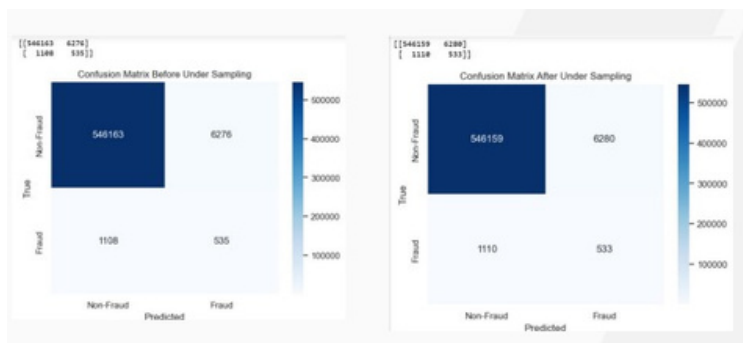 [[546163 6276]
[ 1108 535]]
Confusion Matrix Before Under Sampling
Non-Fraud
Fraud
True
546163
6276
1108
535
500000
400000
300000
200000
100000
Non-Fraud
Fraud
Predicted
[[546159 6280]
[ 1110 533]]
Confusion Matrix After Under Sampling
Non-Fraud
Fraud
True
546159
6280
1110
533
500000
400000
300000
200000
100000
Non-Fraud
Fraud
Predicted